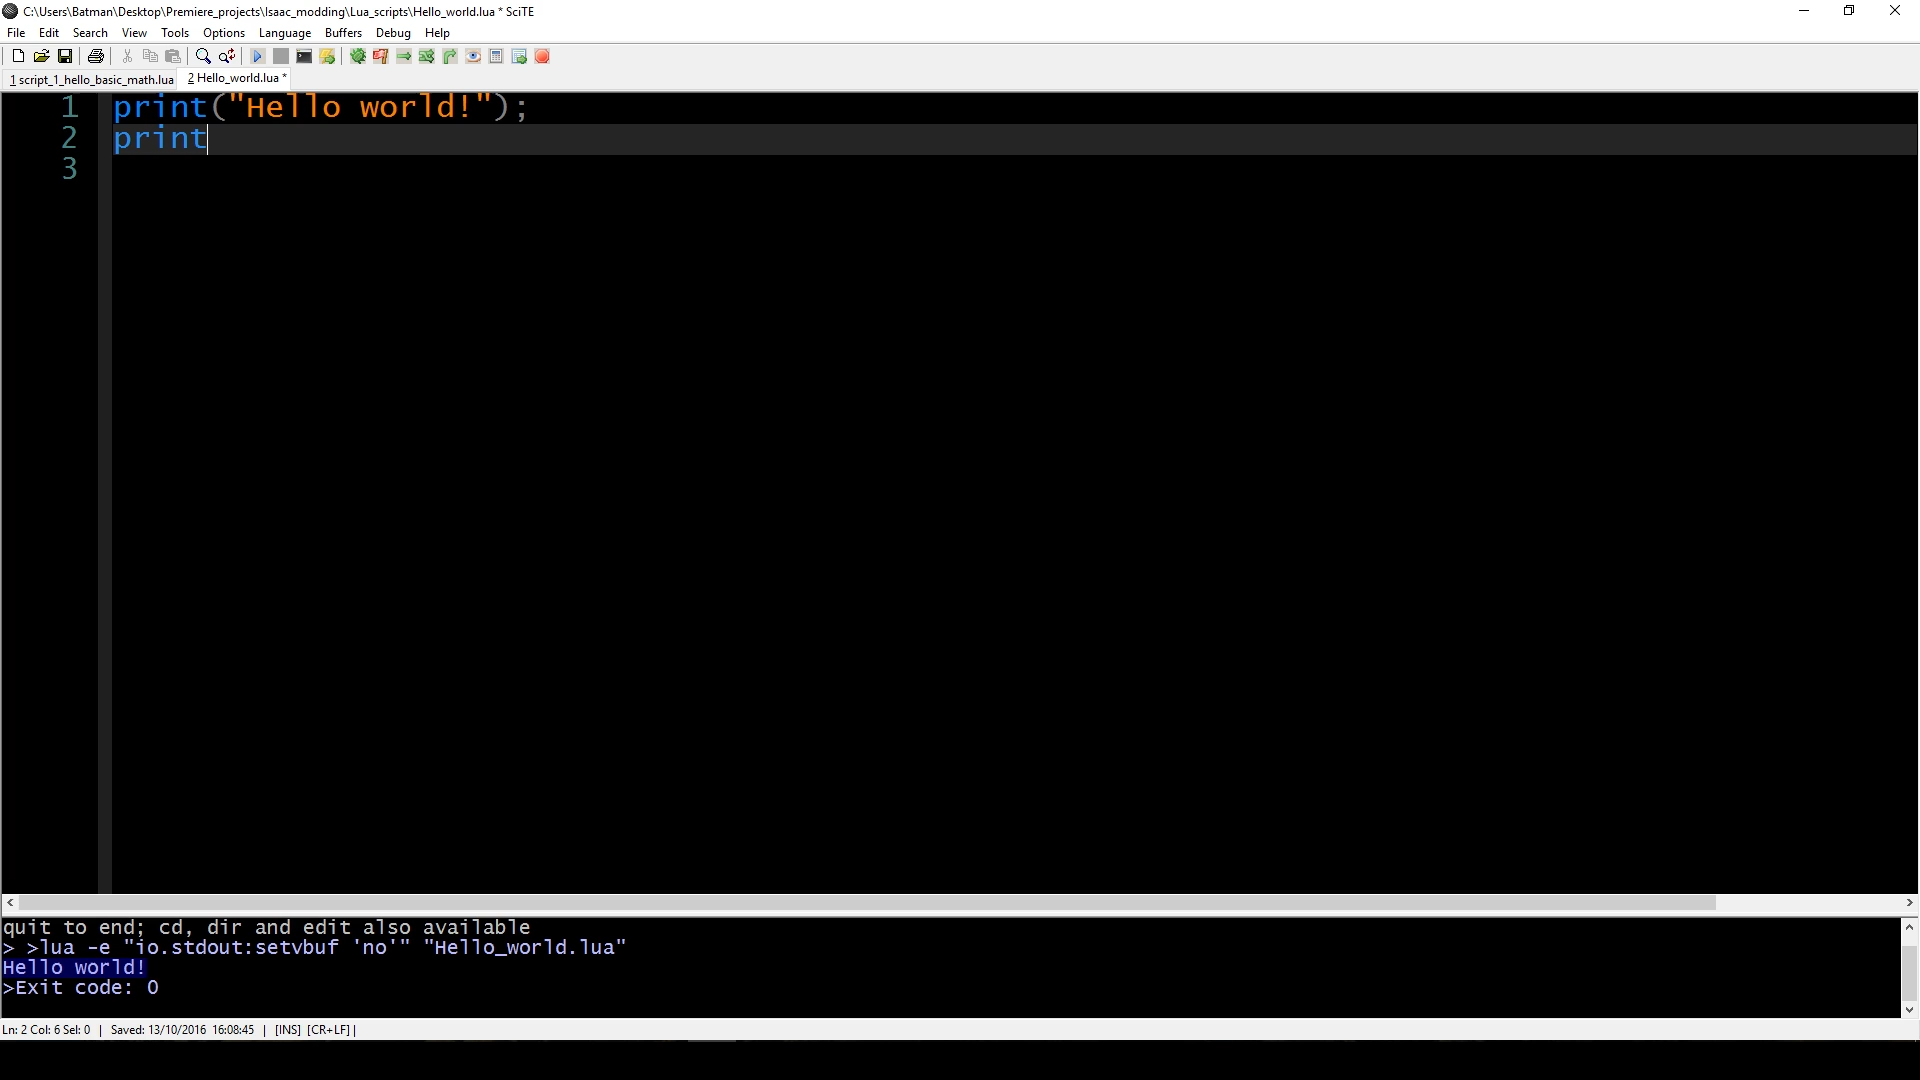 C:\Users\Batman\Desktop\Premiere_projects\Isaac_modding\Lua_scripts\Hello_world.lua * SciTE
File Edit Search View Tools Options Language Buffers Debug Help
1 script_1_hello_basic_math.lua 2 Hello_world.lua *
1 print("Hello world!");
2 print
3
quit to end; cd, dir and edit also available
> >lua -e "io.stdout:setvbuf 'no'" "Hello_world.lua"
Hello world!
>Exit code: 0
Ln: 2 Col: 6 Sel: 0 | Saved: 13/10/2016 16:08:45 | [INS] [CR+LF] |